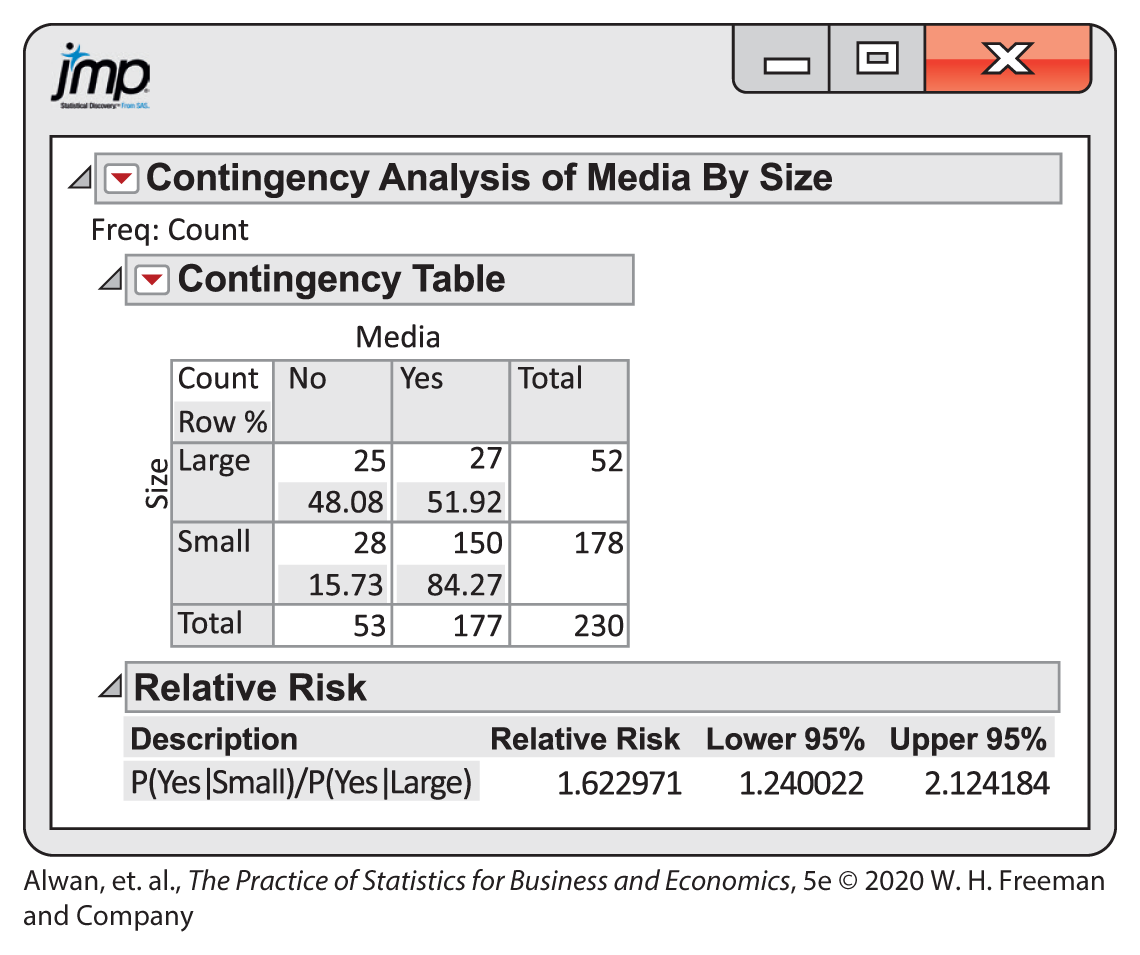 jmp
Statistical Discovery.™ From SAS.
Contingency Analysis of Media By Size
Freq: Count
Contingency Table
Media
Count No Yes Total
Row %
Size
Large 25 27 52
48.08 51.92
Small 28 150 178
15.73 84.27
Total 53 177 230
Relative Risk
Description Relative Risk Lower 95% Upper 95%
P(Yes|Small)/P(Yes|Large) 1.622971 1.240022 2.124184
Alwan, et. al., The Practice of Statistics for Business and Economics, 5e © 2020 W. H. Freeman
and Company